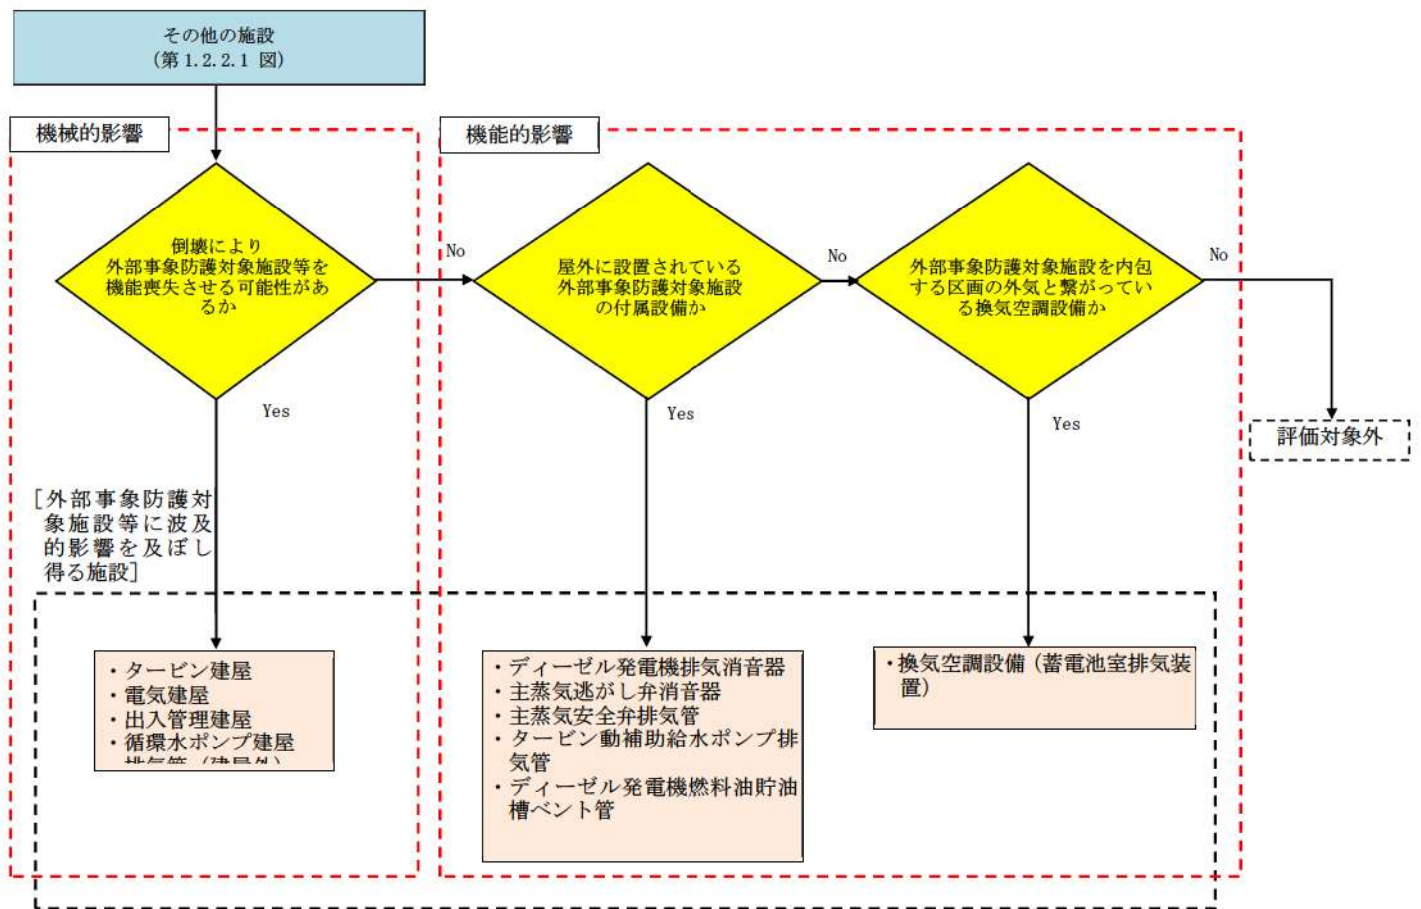 その他の施設
(第1.2.2.1 図)
機械的影響
機能的影響
倒壊により
外部事象防護対象施設等を
機能喪失させる可能性があ
るか
No
屋外に設置されている
外部事象防護対象施設
の付属設備か
No
外部事象防護対象施設を内包
する区画の外気と繋がってい
る換気空調設備か
No
Yes
Yes
Yes
評価対象外
[外部事象防護対
象施設等に波及
的影響を及ぼし
得る施設]
・タービン建屋
・電気建屋
・出入管理建屋
・循環水ポンプ建屋
・ディーゼル発電機排気消音器
・主蒸気逃がし弁消音器
・主蒸気安全弁排気管
・タービン動補助給水ポンプ排
気管
・ディーゼル発電機燃料油貯油
槽ベント管
・換気空調設備(蓄電池室排気装
置)